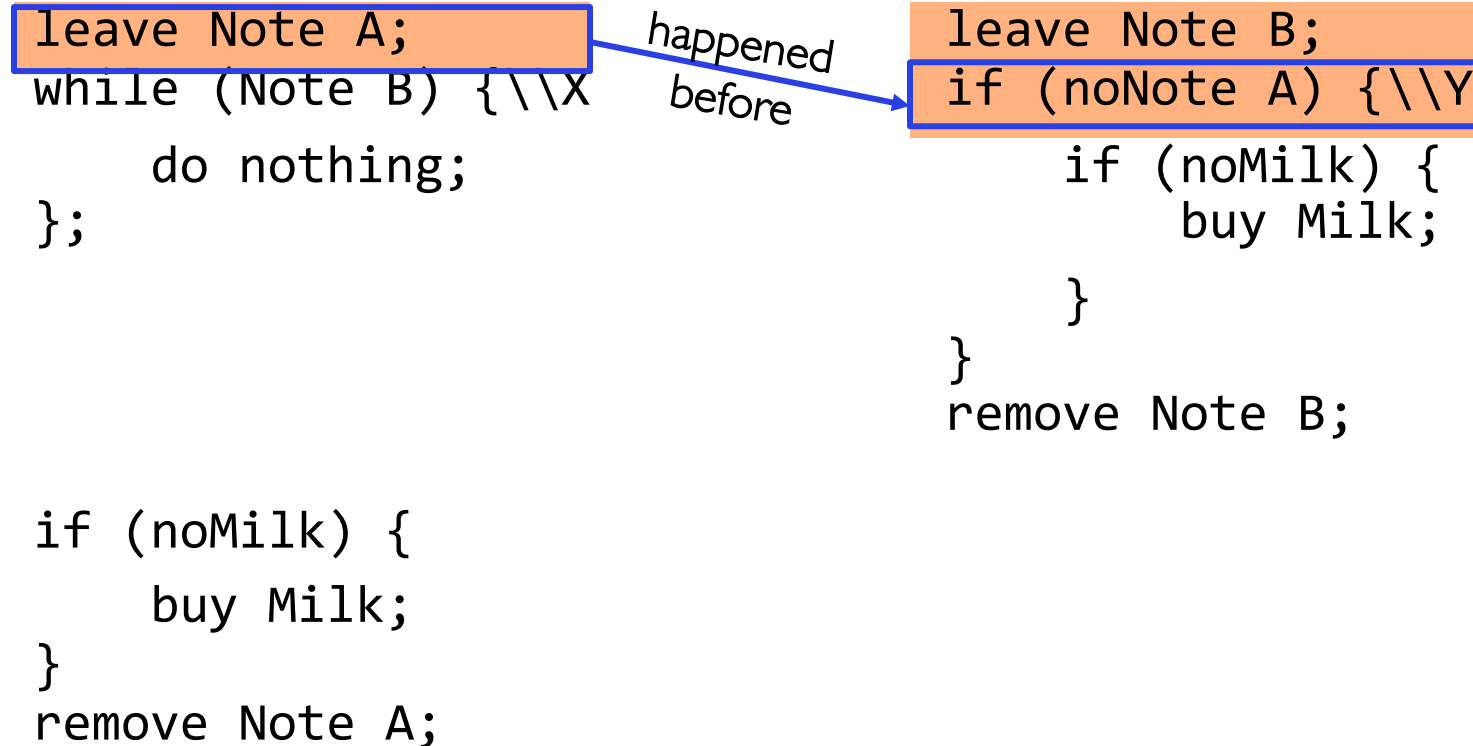 leave Note A;
while (Note B) {\\X
do nothing;
};
if (noMilk) {
buy Milk;
}
remove Note A;
happened
before
leave Note B;
if (noNote A) {\\Y
if (noMilk) {
buy Milk;
}
}
remove Note B;